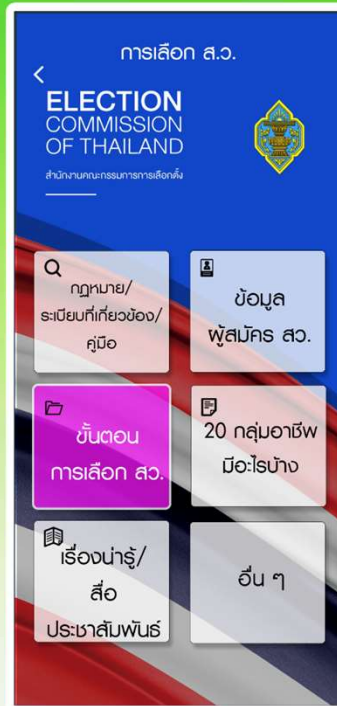 การเลือก ส.ว.
ELECTION
COMMISSION
OF THAILAND
สำนักงานคณะกรรมการการเลือกตั้ง
กฎหมาย/
ระเบียบที่เกี่ยวข้อง/
คู่มือ
ข้อมูล
ผู้สมัคร สว.
ขั้นตอน
การเลือก สว.
20 กลุ่มอาชีพ
มีอะไรบ้าง
เรื่องน่ารู้/
สื่อ
ประชาสัมพันธ์
อื่น ๆ